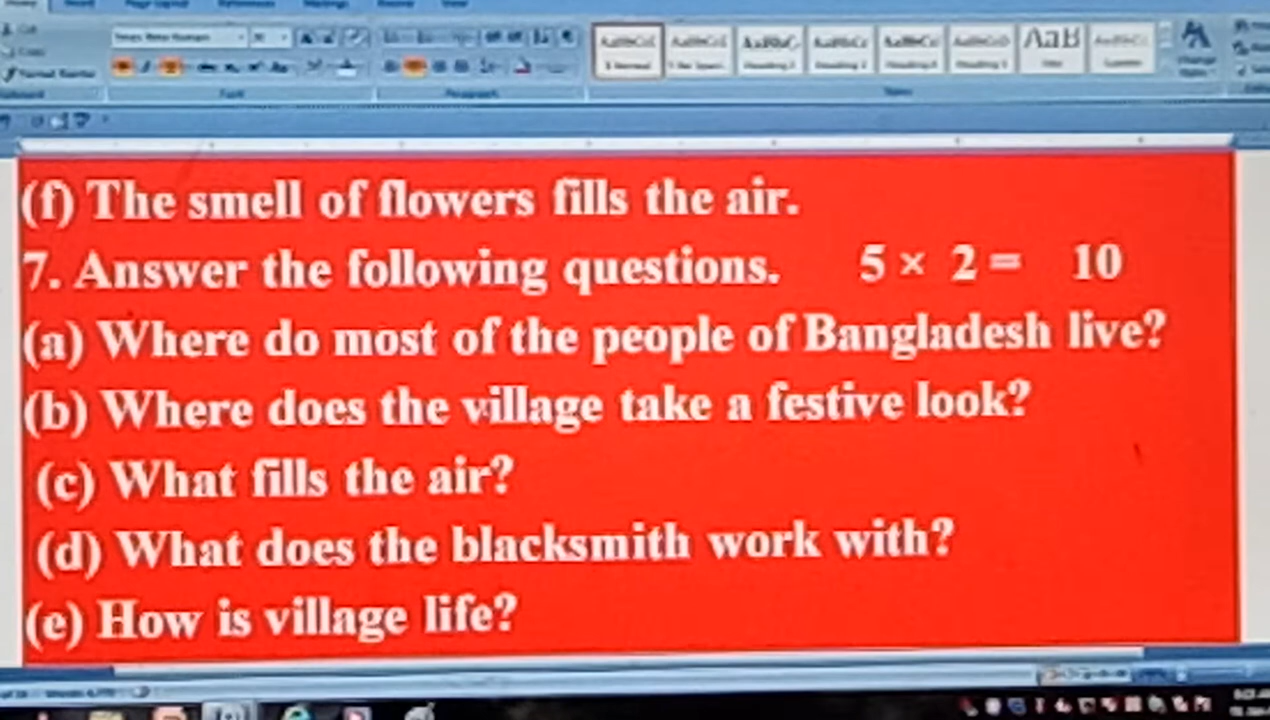 (f) The smell of flowers fills the air.
7. Answer the following questions. 5 × 2 = 10
(a) Where do most of the people of Bangladesh live?
(b) Where does the village take a festive look?
(c) What fills the air?
(d) What does the blacksmith work with?
(e) How is village life?